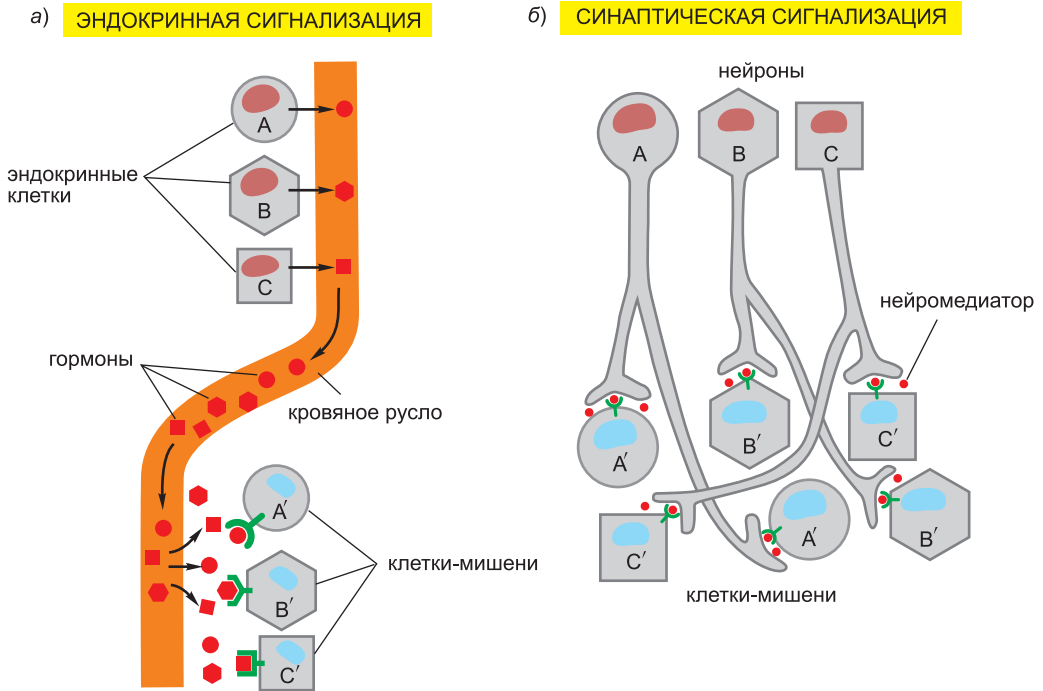 а) ЭНДОКРИННАЯ СИГНАЛИЗАЦИЯ
A
B
C
эндокринные
клетки
гормоны
кровяное русло
A′
B′
C′
клетки-мишени
б) СИНАПТИЧЕСКАЯ СИГНАЛИЗАЦИЯ
нейроны
A
B
C
нейромедиатор
A′
B′
C′
C′
A′
B′
клетки-мишени